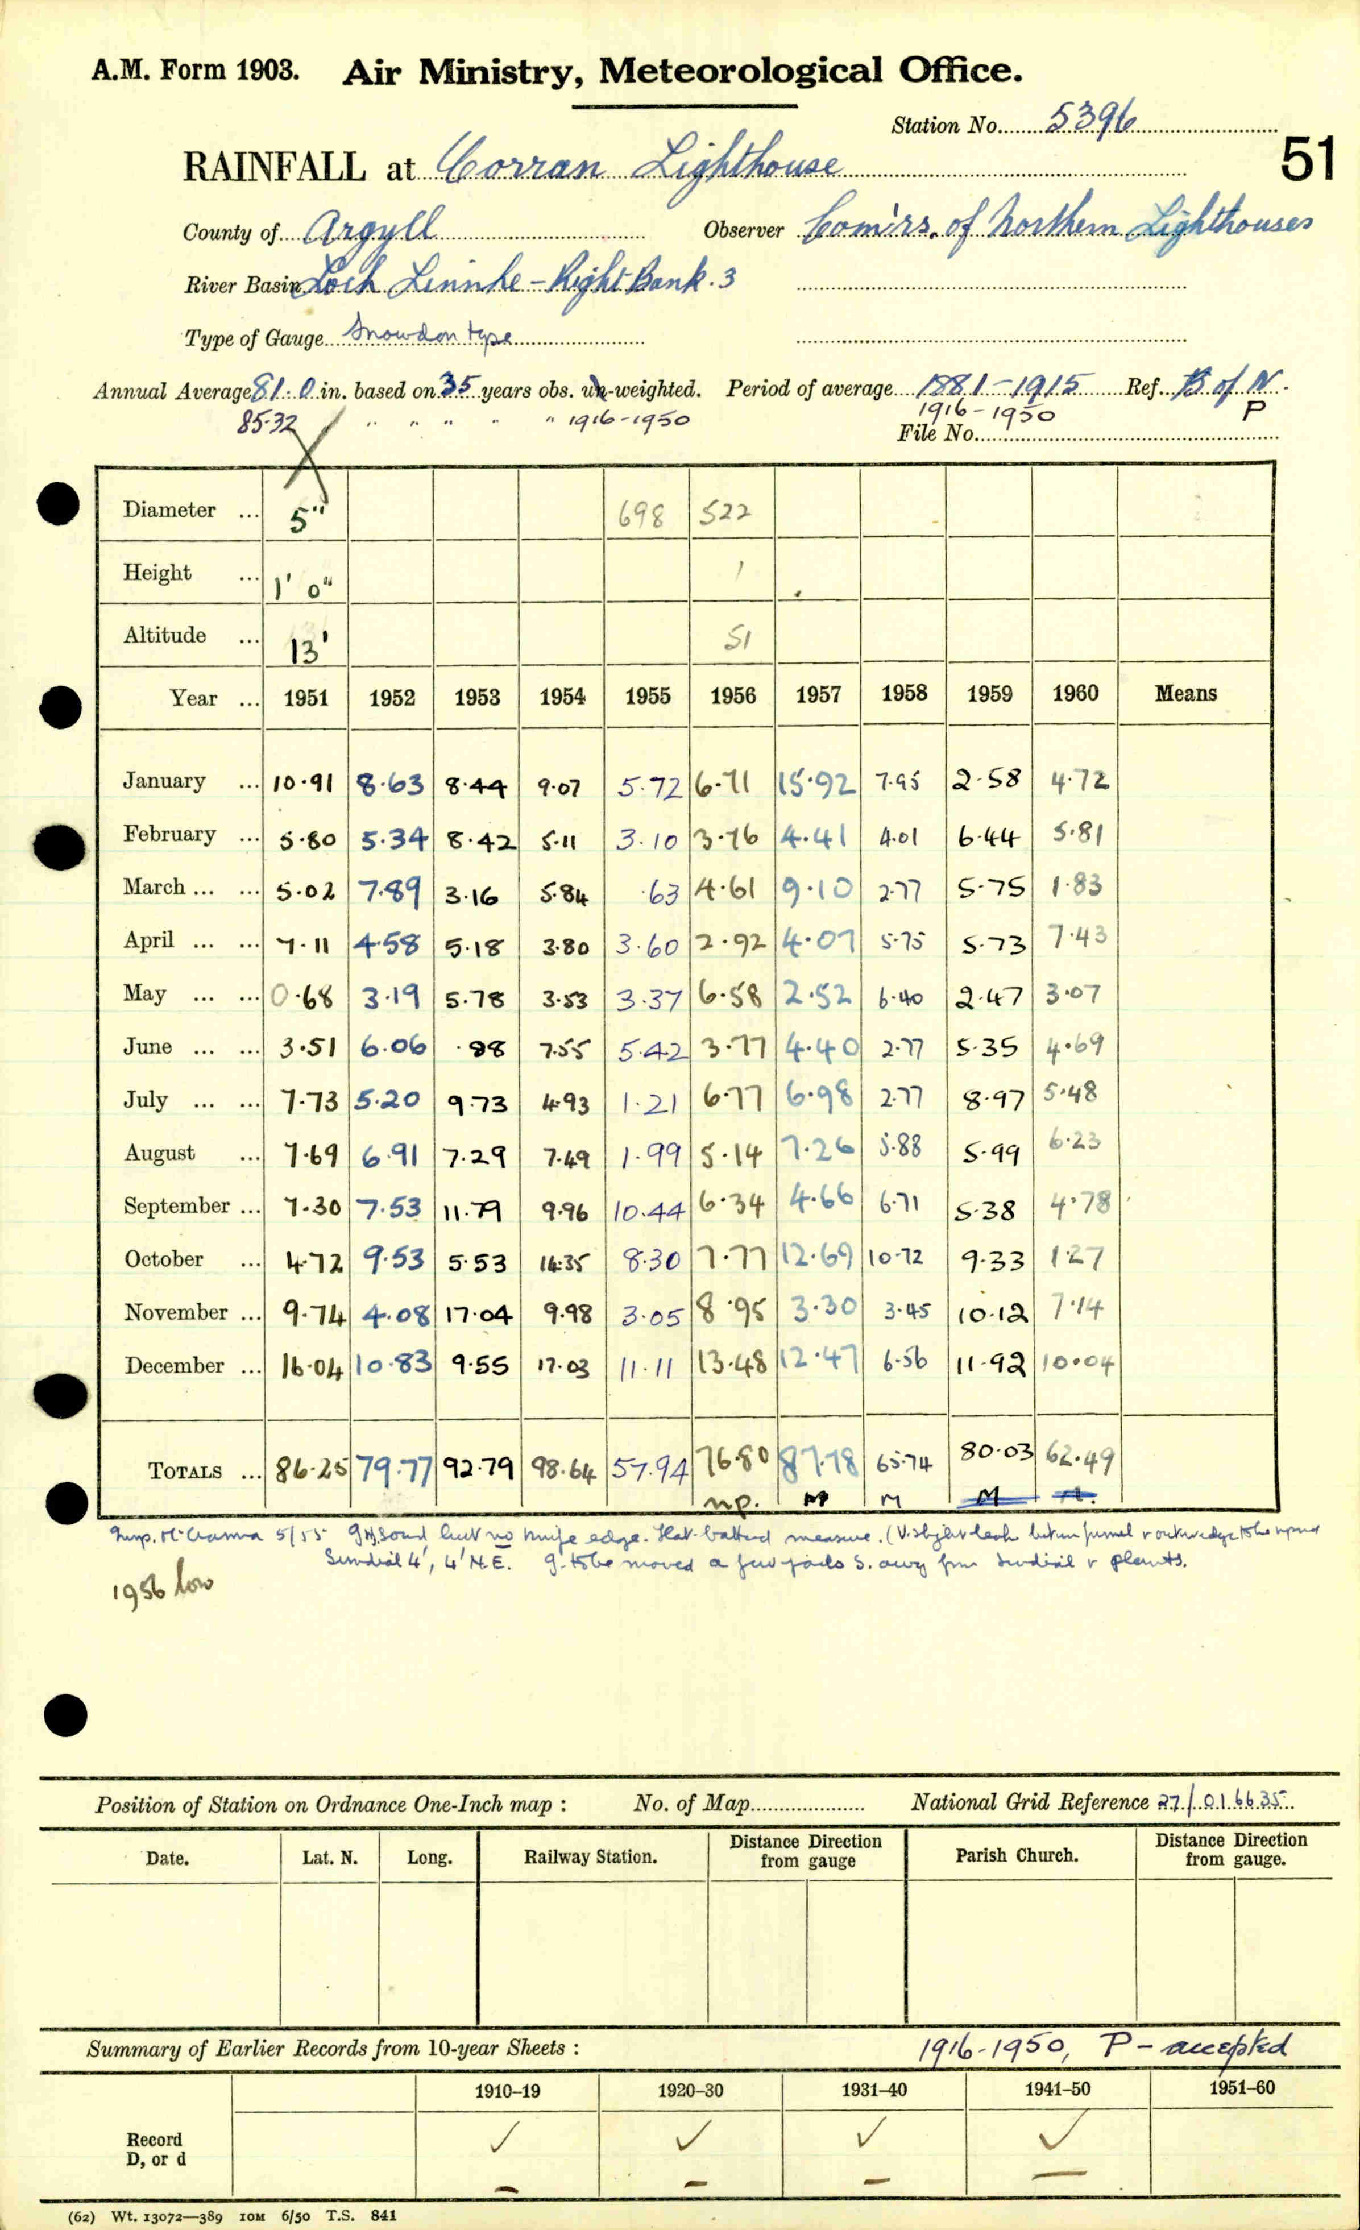 A.M. Form 1903. Air Ministry, Meteorological Office.
Station No. 5396
51
RAINFALL at Corran Lighthouse
County of Argyll Observer Com'rs. of Northern Lighthouses
River Basin Loch Linnhe - Right Bank. 3
Type of Gauge Snowdon type
Annual Average 81.0 in. based on 35 years obs. un-weighted. Period of average 1881-1915 Ref. B of N.
85.32 " " " " " 1916-1950 1916-1950 P
File No.
Diameter ... 5" 698 522
Height ... 1' 0" 1
Altitude ... 13' 51
Year ... 1951 1952 1953 1954 1955 1956 1957 1958 1959 1960 Means
January ... 10.91 8.63 8.44 9.07 5.72 6.71 15.92 7.95 2.58 4.72
February ... 5.80 5.34 8.42 5.11 3.10 3.76 4.41 4.01 6.44 5.81
March ... ... 5.02 7.89 3.16 5.84 .63 4.61 9.10 2.77 5.75 1.83
April ... ... 7.11 4.58 5.18 3.80 3.60 2.92 4.07 5.75 5.73 7.43
May ... ... 0.68 3.19 5.78 3.53 3.37 6.58 2.52 6.40 2.47 3.07
June ... ... 3.51 6.06 .88 7.55 5.42 3.77 4.40 2.77 5.35 4.69
July ... ... 7.73 5.20 9.73 4.93 1.21 6.77 6.98 2.77 8.97 5.48
August ... 7.69 6.91 7.29 7.49 1.99 5.14 7.26 5.88 5.99 6.23
September ... 7.30 7.53 11.79 9.96 10.44 6.34 4.66 6.71 5.38 4.78
October ... 4.72 9.53 5.53 14.35 8.30 7.77 12.69 10.72 9.33 1.27
November ... 9.74 4.08 17.04 9.98 3.05 8.95 3.30 3.45 10.12 7.14
December ... 16.04 10.83 9.55 17.03 11.11 13.48 12.47 6.56 11.92 10.04
TOTALS ... 86.25 79.77 92.79 98.64 57.94 76.80 87.78 65.74 80.03 62.49
np. M M M
Insp. 5/55 sound but no knife edge. Flat-bottomed measure. (V. slight leak between funnel &
Sundial 4', 4' N.E. g. to be moved a few yards S. away from sundial & plants.
1956 low
Position of Station on Ordnance One-Inch map : No. of Map National Grid Reference 27/016635
Date. Lat. N. Long. Railway Station. Distance Direction from gauge Parish Church. Distance Direction from gauge.
Summary of Earlier Records from 10-year Sheets : 1916-1950, P - accepted
1910–19 1920–30 1931–40 1941–50 1951–60
Record ✓ ✓ ✓ ✓
D, or d – – – –
(62) Wt. 13072—389 10M 6/50 T.S. 841